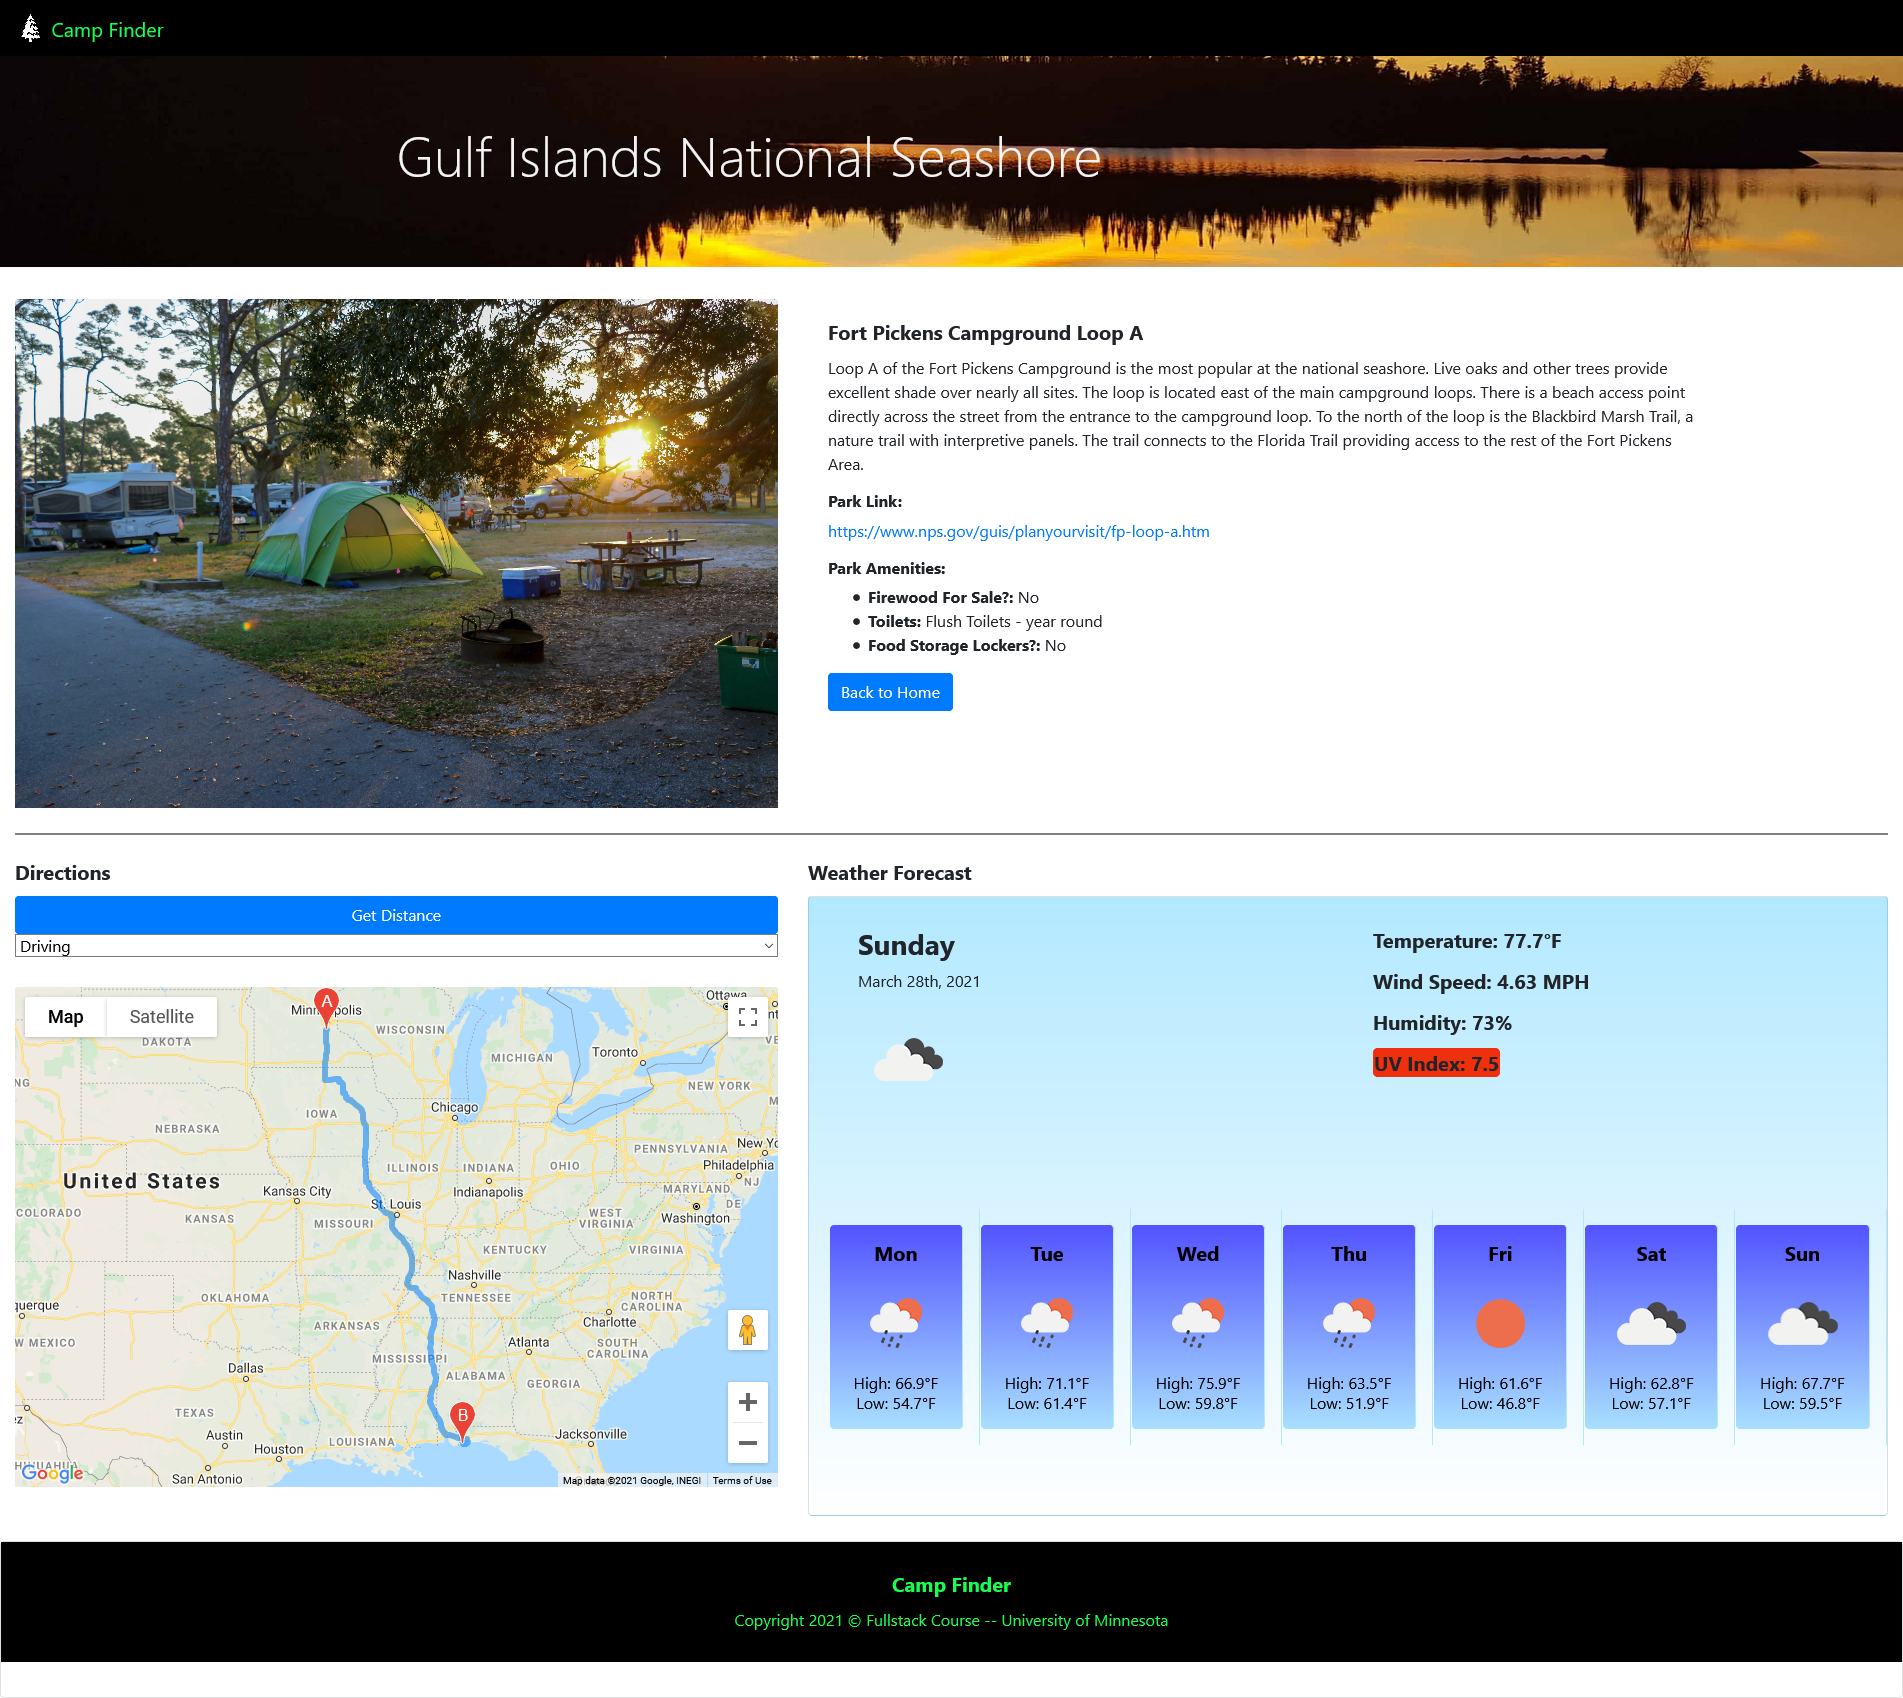 Camp Finder
Gulf Islands National Seashore
Fort Pickens Campground Loop A
Loop A of the Fort Pickens Campground is the most popular at the national seashore. Live oaks and other trees provide
excellent shade over nearly all sites. The loop is located east of the main campground loops. There is a beach access point
directly across the street from the entrance to the campground loop. To the north of the loop is the Blackbird Marsh Trail, a
nature trail with interpretive panels. The trail connects to the Florida Trail providing access to the rest of the Fort Pickens
Area.
Park Link:
https://www.nps.gov/guis/planyourvisit/fp-loop-a.htm
Park Amenities:
Firewood For Sale?: No
Toilets: Flush Toilets - year round
Food Storage Lockers?: No
Back to Home
Directions
Get Distance
Driving
Map
Satellite
A
Ottawa
WISCONSIN
DAKOTA
MICHIGAN
Toronto
NEW YORK
Chicago
IOWA
NEBRASKA
PENNSYLVANIA
ILLINOIS
INDIANA
OHIO
Philadelphia
NJ
United States
Kansas City
Indianapolis
MARYLAND
St. Louis
DE
COLORADO
KANSAS
MISSOURI
WEST
VIRGINIA
Washington
KENTUCKY
VIRGINIA
Nashville
OKLAHOMA
TENNESSEE
NORTH
CAROLINA
querque
ARKANSAS
Charlotte
W MEXICO
Atlanta
SOUTH
CAROLINA
Dallas
MISSISSIPPI
ALABAMA
GEORGIA
TEXAS
B
Austin
Houston
LOUISIANA
Jacksonville
San Antonio
Google
Map data ©2021 Google, INEGI
Terms of Use
Weather Forecast
Sunday
March 28th, 2021
Temperature: 77.7°F
Wind Speed: 4.63 MPH
Humidity: 73%
UV Index: 7.5
Mon
High: 66.9°F
Low: 54.7°F
Tue
High: 71.1°F
Low: 61.4°F
Wed
High: 75.9°F
Low: 59.8°F
Thu
High: 63.5°F
Low: 51.9°F
Fri
High: 61.6°F
Low: 46.8°F
Sat
High: 62.8°F
Low: 57.1°F
Sun
High: 67.7°F
Low: 59.5°F
Camp Finder
Copyright 2021 © Fullstack Course -- University of Minnesota